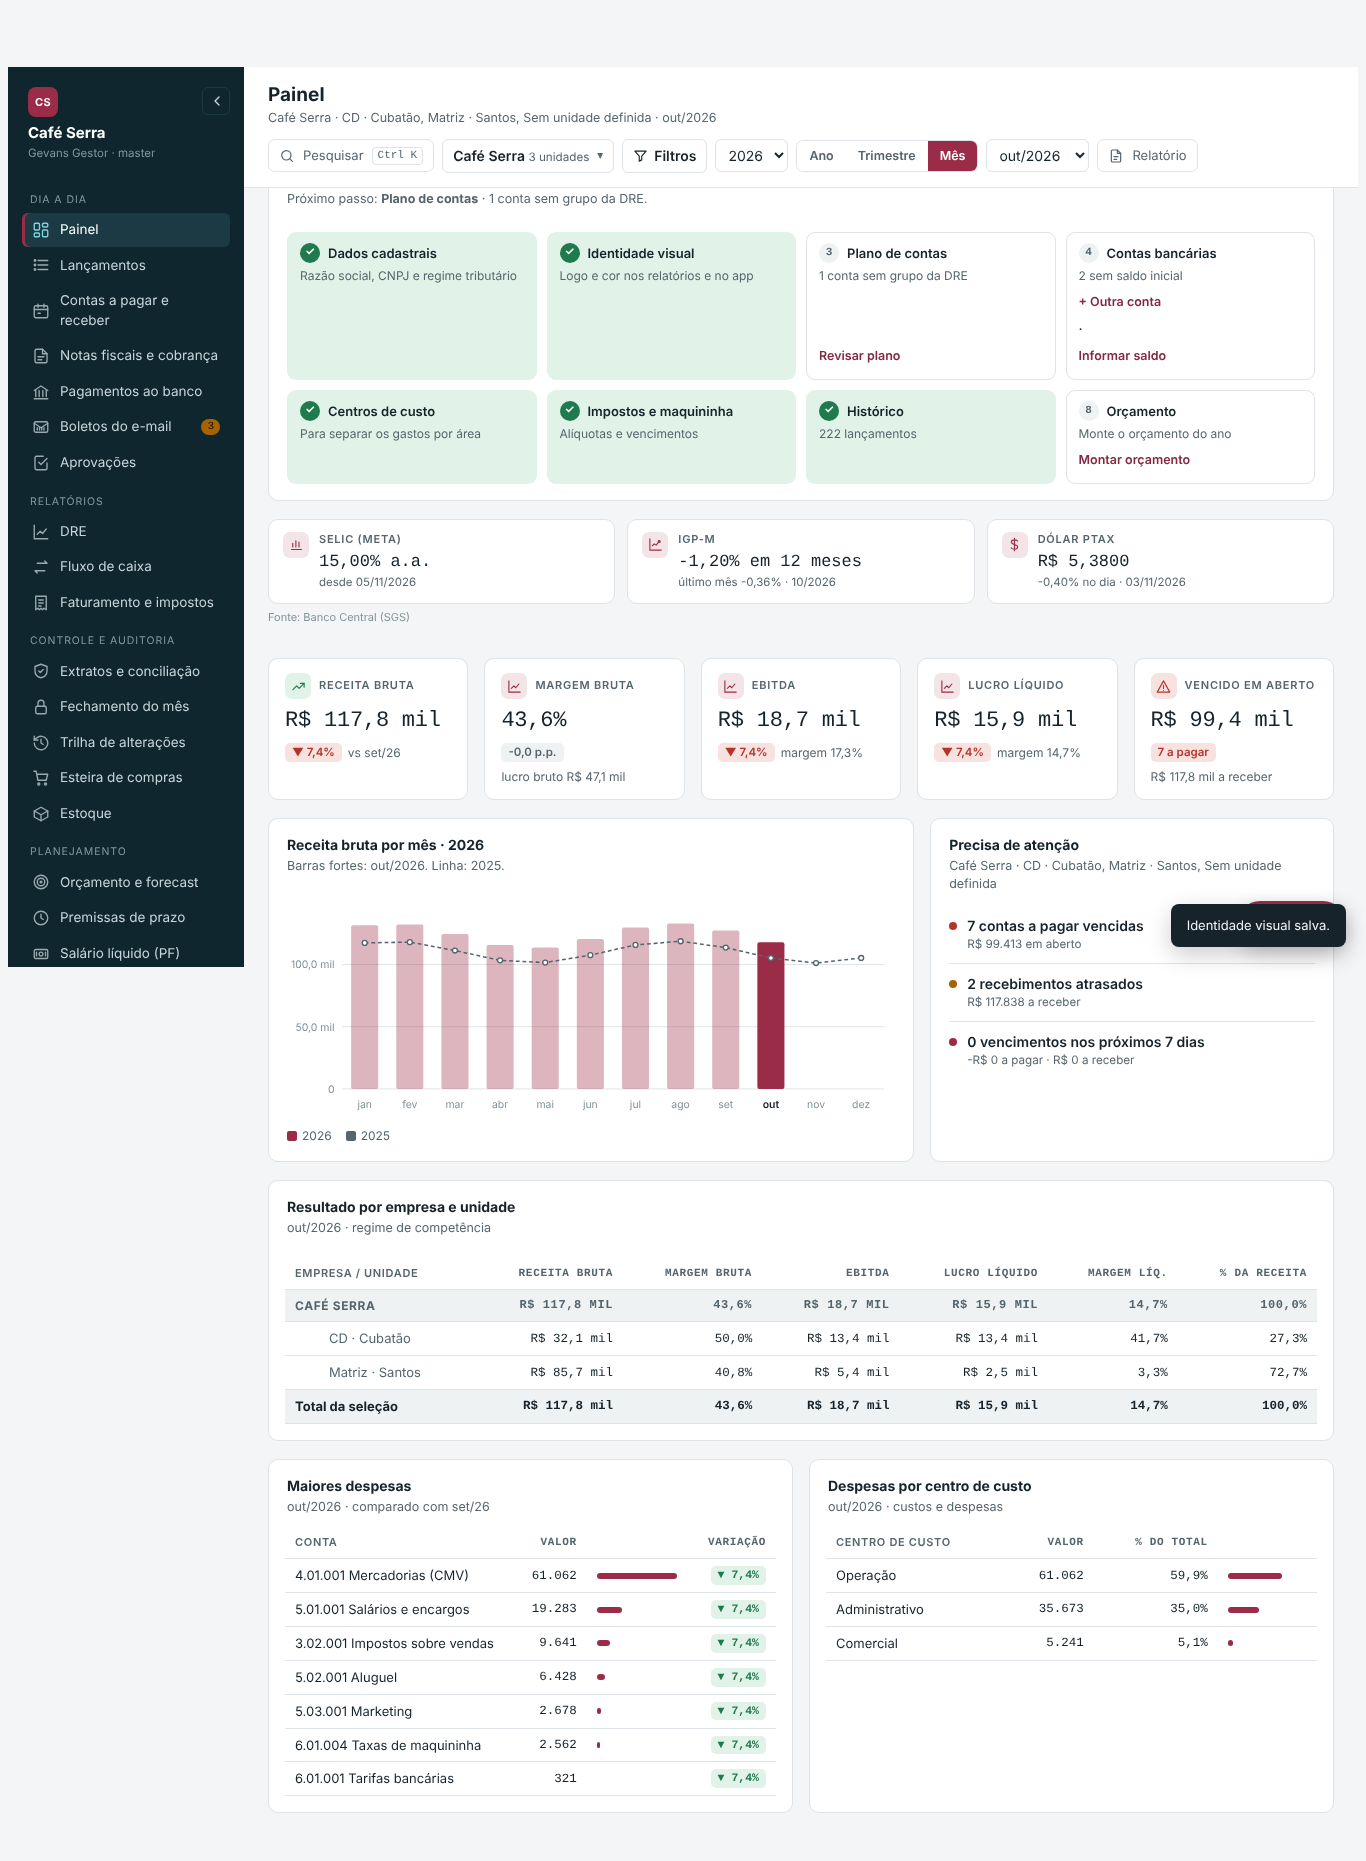 CS
Café Serra
Gevans Gestor · master
DIA A DIA
Painel
Lançamentos
Contas a pagar e
receber
Notas fiscais e cobrança
Pagamentos ao banco
Boletos do e-mail 3
Aprovações
RELATÓRIOS
DRE
Fluxo de caixa
Faturamento e impostos
CONTROLE E AUDITORIA
Extratos e conciliação
Fechamento do mês
Trilha de alterações
Esteira de compras
Estoque
PLANEJAMENTO
Orçamento e forecast
Premissas de prazo
Salário líquido (PF)
Painel
Café Serra · CD · Cubatão, Matriz · Santos, Sem unidade definida · out/2026
Pesquisar Ctrl K Café Serra 3 unidades ▾ Filtros 2026 Ano Trimestre Mês out/2026 Relatório
Próximo passo: Plano de contas · 1 conta sem grupo da DRE.
Dados cadastrais
Razão social, CNPJ e regime tributário
Identidade visual
Logo e cor nos relatórios e no app
3 Plano de contas
1 conta sem grupo da DRE
Revisar plano
4 Contas bancárias
2 sem saldo inicial
+ Outra conta
·
Informar saldo
Centros de custo
Para separar os gastos por área
Impostos e maquininha
Alíquotas e vencimentos
Histórico
222 lançamentos
8 Orçamento
Monte o orçamento do ano
Montar orçamento
SELIC (META)
15,00% a.a.
desde 05/11/2026
IGP-M
-1,20% em 12 meses
último mês -0,36% · 10/2026
DÓLAR PTAX
R$ 5,3800
-0,40% no dia · 03/11/2026
Fonte: Banco Central (SGS)
RECEITA BRUTA
R$ 117,8 mil
▼ 7,4% vs set/26
MARGEM BRUTA
43,6%
-0,0 p.p.
lucro bruto R$ 47,1 mil
EBITDA
R$ 18,7 mil
▼ 7,4% margem 17,3%
LUCRO LÍQUIDO
R$ 15,9 mil
▼ 7,4% margem 14,7%
VENCIDO EM ABERTO
R$ 99,4 mil
7 a pagar
R$ 117,8 mil a receber
Receita bruta por mês · 2026
Barras fortes: out/2026. Linha: 2025.
100,0 mil
50,0 mil
0
jan fev mar abr mai jun jul ago set out nov dez
2026 2025
Precisa de atenção
Café Serra · CD · Cubatão, Matriz · Santos, Sem unidade
definida
7 contas a pagar vencidas
R$ 99.413 em aberto
Identidade visual salva.
2 recebimentos atrasados
R$ 117.838 a receber
0 vencimentos nos próximos 7 dias
-R$ 0 a pagar · R$ 0 a receber
Resultado por empresa e unidade
out/2026 · regime de competência
EMPRESA / UNIDADE RECEITA BRUTA MARGEM BRUTA EBITDA LUCRO LÍQUIDO MARGEM LÍQ. % DA RECEITA
CAFÉ SERRA R$ 117,8 MIL 43,6% R$ 18,7 MIL R$ 15,9 MIL 14,7% 100,0%
CD · Cubatão R$ 32,1 mil 50,0% R$ 13,4 mil R$ 13,4 mil 41,7% 27,3%
Matriz · Santos R$ 85,7 mil 40,8% R$ 5,4 mil R$ 2,5 mil 3,3% 72,7%
Total da seleção R$ 117,8 mil 43,6% R$ 18,7 mil R$ 15,9 mil 14,7% 100,0%
Maiores despesas
out/2026 · comparado com set/26
CONTA VALOR VARIAÇÃO
4.01.001 Mercadorias (CMV) 61.062 ▼ 7,4%
5.01.001 Salários e encargos 19.283 ▼ 7,4%
3.02.001 Impostos sobre vendas 9.641 ▼ 7,4%
5.02.001 Aluguel 6.428 ▼ 7,4%
5.03.001 Marketing 2.678 ▼ 7,4%
6.01.004 Taxas de maquininha 2.562 ▼ 7,4%
6.01.001 Tarifas bancárias 321 ▼ 7,4%
Despesas por centro de custo
out/2026 · custos e despesas
CENTRO DE CUSTO VALOR % DO TOTAL
Operação 61.062 59,9%
Administrativo 35.673 35,0%
Comercial 5.241 5,1%